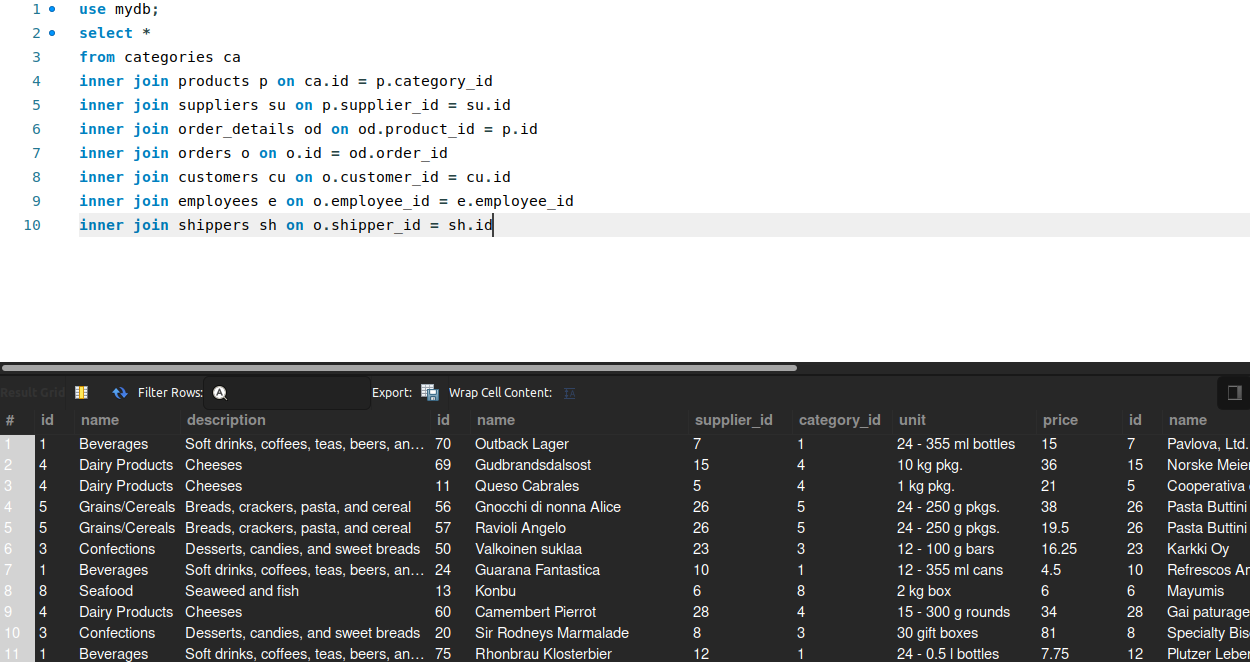 1 use mydb;
2 select *
3 from categories ca
4 inner join products p on ca.id = p.category_id
5 inner join suppliers su on p.supplier_id = su.id
6 inner join order_details od on od.product_id = p.id
7 inner join orders o on o.id = od.order_id
8 inner join customers cu on o.customer_id = cu.id
9 inner join employees e on o.employee_id = e.employee_id
10 inner join shippers sh on o.shipper_id = sh.id
Result Grid Filter Rows: Export: Wrap Cell Content:
# id name description id name supplier_id category_id unit price id name
1 1 Beverages Soft drinks, coffees, teas, beers, an... 70 Outback Lager 7 1 24 - 355 ml bottles 15 7 Pavlova, Ltd.
2 4 Dairy Products Cheeses 69 Gudbrandsdalsost 15 4 10 kg pkg. 36 15 Norske Meier
3 4 Dairy Products Cheeses 11 Queso Cabrales 5 4 1 kg pkg. 21 5 Cooperativa
4 5 Grains/Cereals Breads, crackers, pasta, and cereal 56 Gnocchi di nonna Alice 26 5 24 - 250 g pkgs. 38 26 Pasta Buttini
5 5 Grains/Cereals Breads, crackers, pasta, and cereal 57 Ravioli Angelo 26 5 24 - 250 g pkgs. 19.5 26 Pasta Buttini
6 3 Confections Desserts, candies, and sweet breads 50 Valkoinen suklaa 23 3 12 - 100 g bars 16.25 23 Karkki Oy
7 1 Beverages Soft drinks, coffees, teas, beers, an... 24 Guarana Fantastica 10 1 12 - 355 ml cans 4.5 10 Refrescos Ar
8 8 Seafood Seaweed and fish 13 Konbu 6 8 2 kg box 6 6 Mayumis
9 4 Dairy Products Cheeses 60 Camembert Pierrot 28 4 15 - 300 g rounds 34 28 Gai paturage
10 3 Confections Desserts, candies, and sweet breads 20 Sir Rodneys Marmalade 8 3 30 gift boxes 81 8 Specialty Bis
11 1 Beverages Soft drinks, coffees, teas, beers, an... 75 Rhonbrau Klosterbier 12 1 24 - 0.5 l bottles 7.75 12 Plutzer Leber